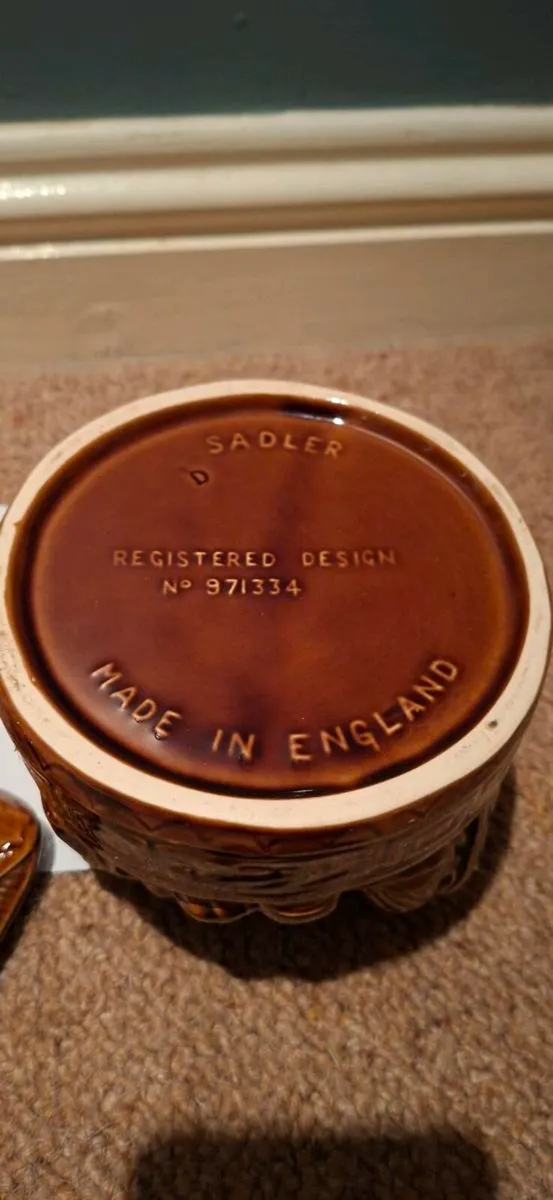 SADLER
D
REGISTERED DESIGN
Nº 971334
MADE IN ENGLAND